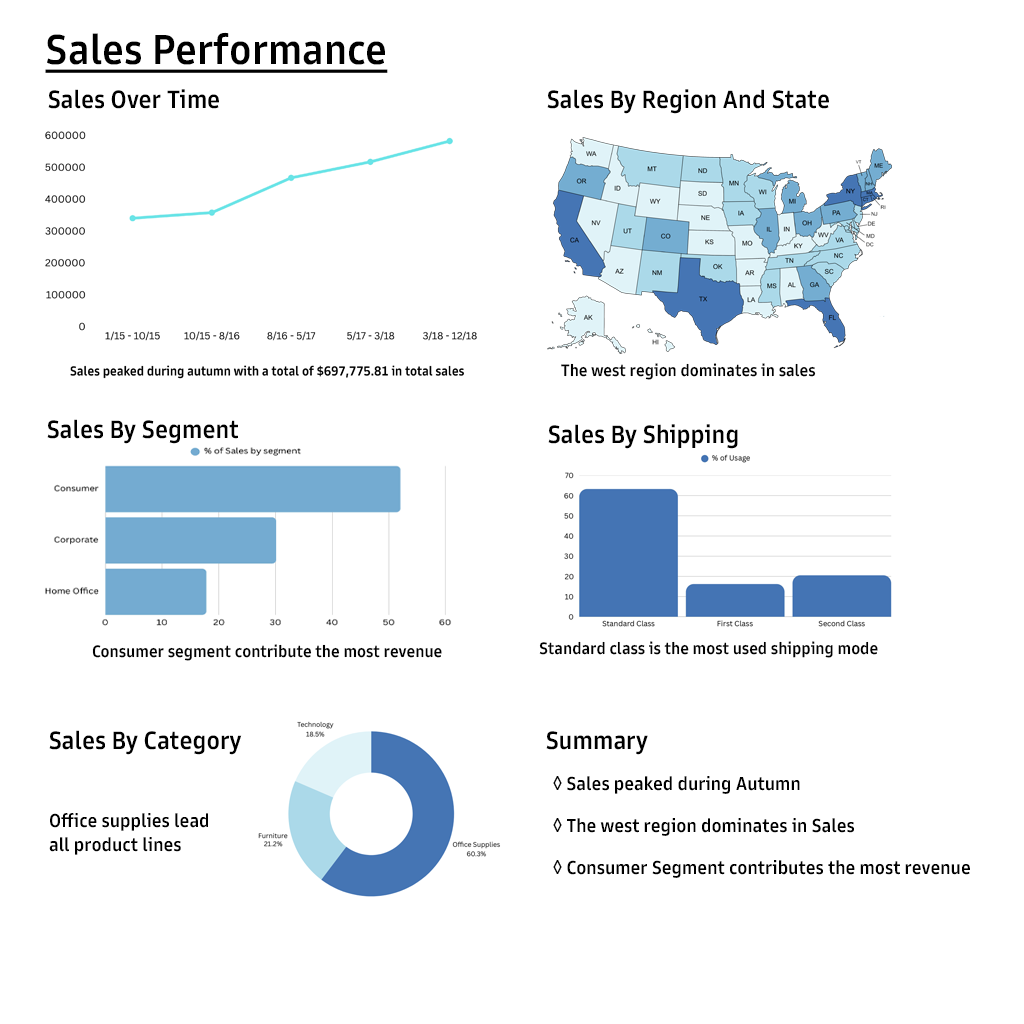 Sales Performance
Sales Over Time
600000
500000
400000
300000
200000
100000
0
1/15 - 10/15 10/15 - 8/16 8/16 - 5/17 5/17 - 3/18 3/18 - 12/18
Sales peaked during autumn with a total of $697,775.81 in total sales
Sales By Region And State
WA
MT
ND
MN
OR
ID
SD
WI
WY
NV
NE
IA
MI
CA
UT
CO
KS
MO
IL
IN
OH
KY
WV
PA
NY
VT
ME
RI
NJ
DE
MD
DC
VA
NC
TN
SC
AZ
NM
OK
AR
MS
AL
GA
TX
LA
FL
AK
HI
The west region dominates in sales
Sales By Segment
% of Sales by segment
Consumer
Corporate
Home Office
0 10 20 30 40 50 60
Consumer segment contribute the most revenue
Sales By Shipping
% of Usage
70
60
50
40
30
20
10
0
Standard Class First Class Second Class
Standard class is the most used shipping mode
Sales By Category
Office supplies lead
all product lines
Technology
18.5%
Furniture
21.2%
Office Supplies
60.3%
Summary
◊ Sales peaked during Autumn
◊ The west region dominates in Sales
◊ Consumer Segment contributes the most revenue